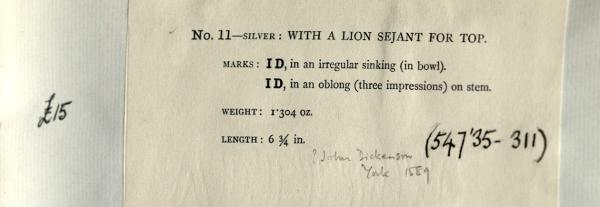 No. 11—SILVER: WITH A LION SEJANT FOR TOP.
MARKS: ID, in an irregular sinking (in bowl).
ID, in an oblong (three impressions) on stem.
£15
WEIGHT: 1·304 oz.
LENGTH: 6 ¾ in.
(547'35-311)
? John Dickenson
York 1589